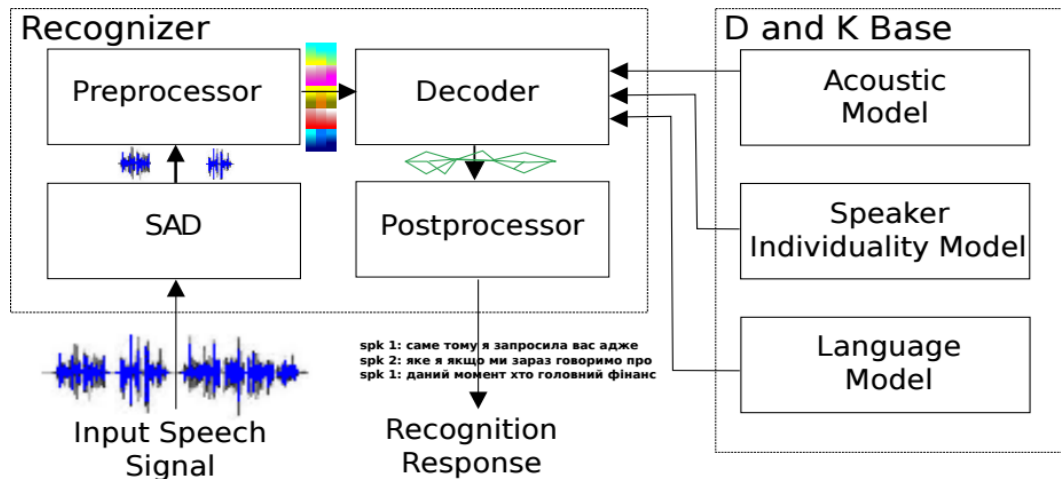 Recognizer
D and K Base
Preprocessor
Decoder
Acoustic
Model
SAD
Postprocessor
Speaker
Individuality Model
Language
Model
spk 1: саме тому я запросила вас адже
spk 2: яке я якщо ми зараз говоримо про
spk 1: даний момент хто головний фінанс
Input Speech
Signal
Recognition
Response